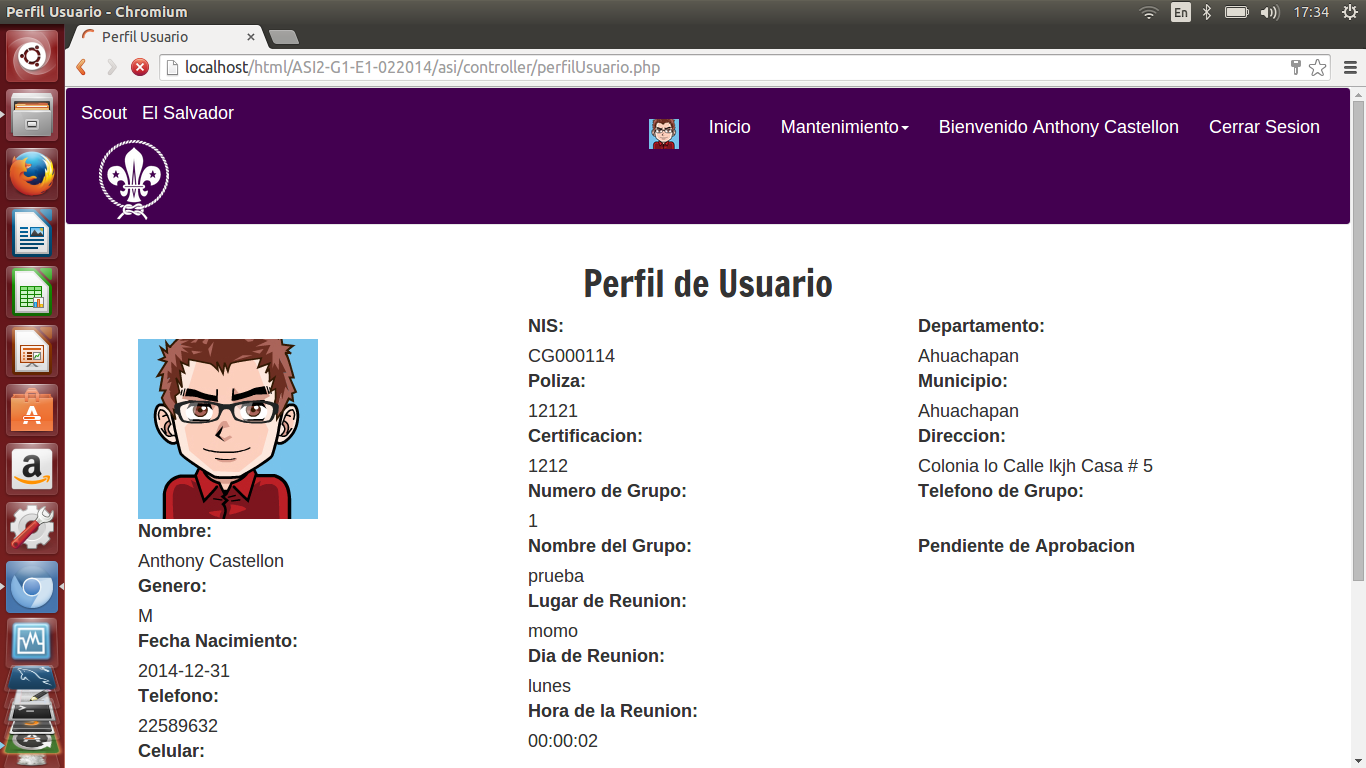 Perfil Usuario - Chromium
En
17:34
Perfil Usuario
localhost/html/ASI2-G1-E1-022014/asi/controller/perfilUsuario.php
Scout El Salvador
Inicio
Mantenimiento
Bienvenido Anthony Castellon
Cerrar Sesion
Perfil de Usuario
Nombre:
Anthony Castellon
Genero:
M
Fecha Nacimiento:
2014-12-31
Telefono:
22589632
Celular:
NIS:
CG000114
Poliza:
12121
Certificacion:
1212
Numero de Grupo:
1
Nombre del Grupo:
prueba
Lugar de Reunion:
momo
Dia de Reunion:
lunes
Hora de la Reunion:
00:00:02
Departamento:
Ahuachapan
Municipio:
Ahuachapan
Direccion:
Colonia lo Calle lkjh Casa # 5
Telefono de Grupo:
Pendiente de Aprobacion